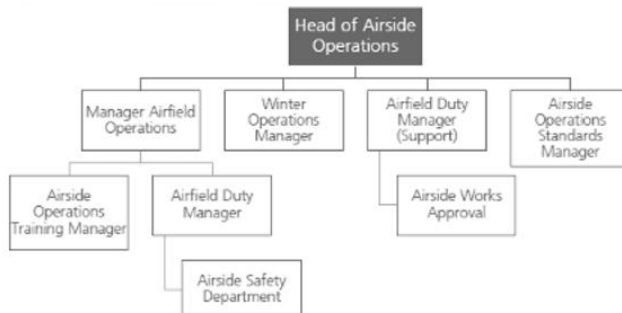 Head of Airside
Operations
Manager Airfield
Operations
Winter
Operations
Manager
Airfield Duty
Manager
(Support)
Airside
Operations
Standards
Manager
Airside
Operations
Training Manager
Airfield Duty
Manager
Airside Works
Approval
Airside Safety
Department